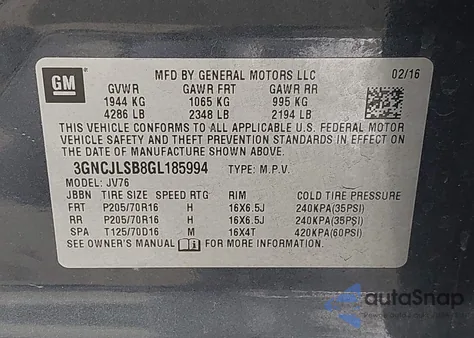 GM
MFD BY GENERAL MOTORS LLC 02/16
GVWR GAWR FRT GAWR RR
1944 KG 1065 KG 995 KG
4286 LB 2348 LB 2194 LB
THIS VEHICLE CONFORMS TO ALL APPLICABLE U.S. FEDERAL MOTOR
VEHICLE SAFETY AND THEFT PREVENTION STANDARDS IN EFFECT ON
THE DATE OF MANUFACTURE SHOWN ABOVE.
3GNCJLSB8GL185994 TYPE: M.P.V.
MODEL: JV76
JBBN TIRE SIZE SPEED RTG RIM COLD TIRE PRESSURE
FRT P205/70R16 H 16X6.5J 240KPA(35PSI)
RR P205/70R16 H 16X6.5J 240KPA(35PSI)
SPA T125/70D16 M 16X4T 420KPA(60PSI)
SEE OWNER'S MANUAL FOR MORE INFORMATION
autoSnap